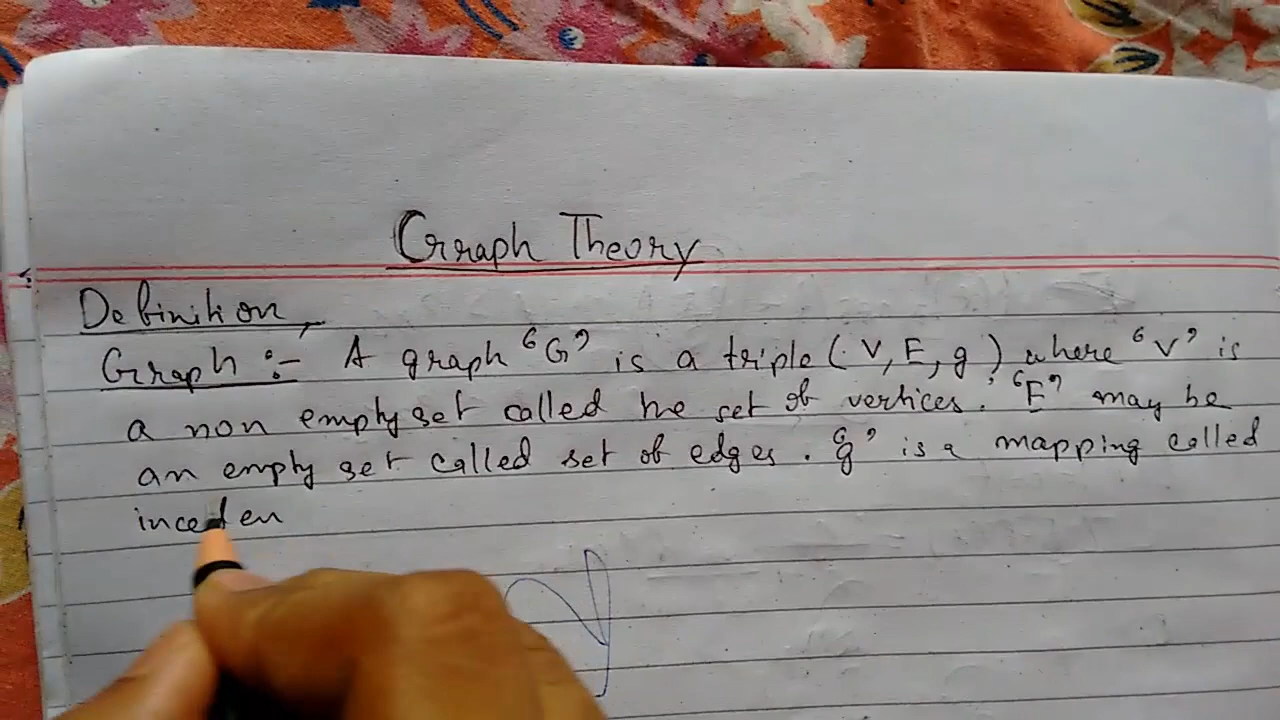 Graph Theory
Definition
Graph :- A graph 'G' is a triple (V, E, g) where 'V' is
a non empty set called the set of vertices. 'E' may be
an empty set called set of edges. 'g' is a mapping called
inceden